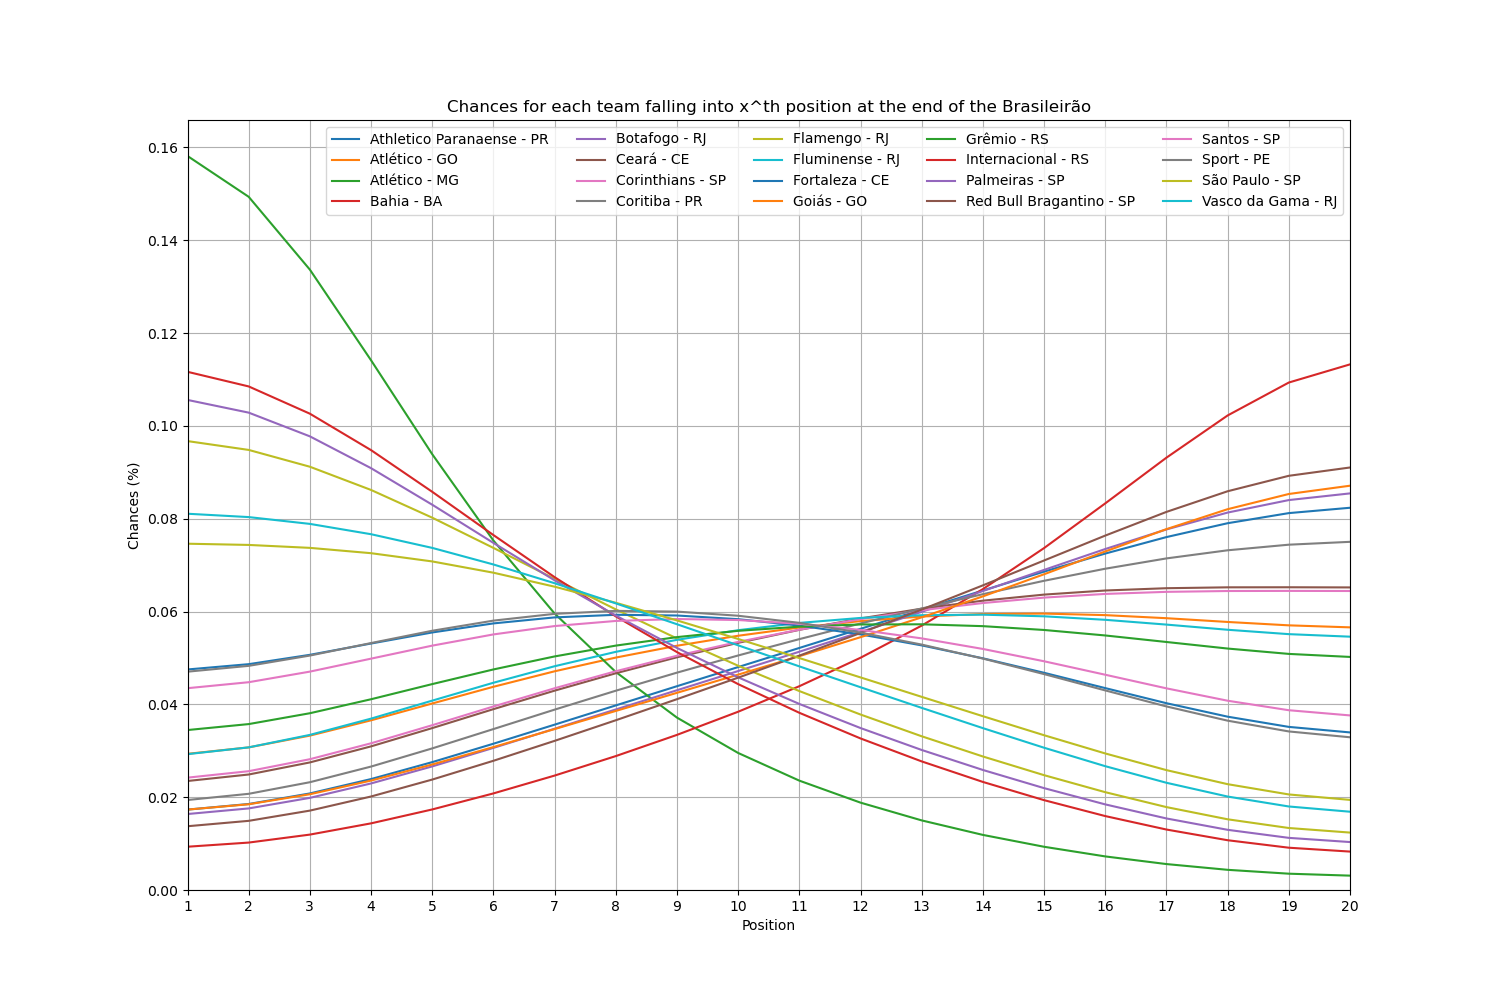 Chances for each team falling into x^th position at the end of the Brasileirão
Athletico Paranaense - PR
Atlético - GO
Atlético - MG
Bahia - BA
Botafogo - RJ
Ceará - CE
Corinthians - SP
Coritiba - PR
Flamengo - RJ
Fluminense - RJ
Fortaleza - CE
Goiás - GO
Grêmio - RS
Internacional - RS
Palmeiras - SP
Red Bull Bragantino - SP
Santos - SP
Sport - PE
São Paulo - SP
Vasco da Gama - RJ
Chances (%)
0.16
0.14
0.12
0.10
0.08
0.06
0.04
0.02
0.00
1 2 3 4 5 6 7 8 9 10 11 12 13 14 15 16 17 18 19 20
Position